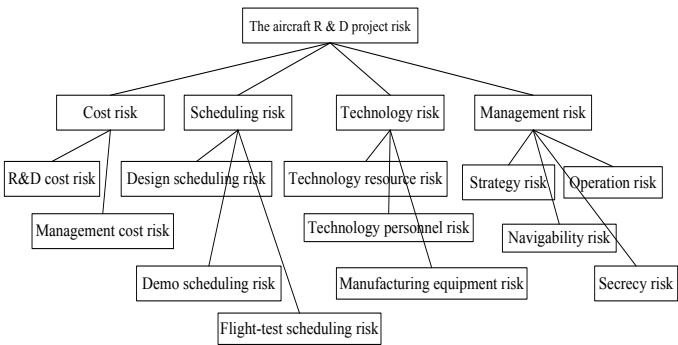 The aircraft R & D project risk
Cost risk
Scheduling risk
Technology risk
Management risk
R&D cost risk
Design scheduling risk
Technology resource risk
Strategy risk
Operation risk
Management cost risk
Technology personnel risk
Navigability risk
Demo scheduling risk
Manufacturing equipment risk
Secrecy risk
Flight-test scheduling risk